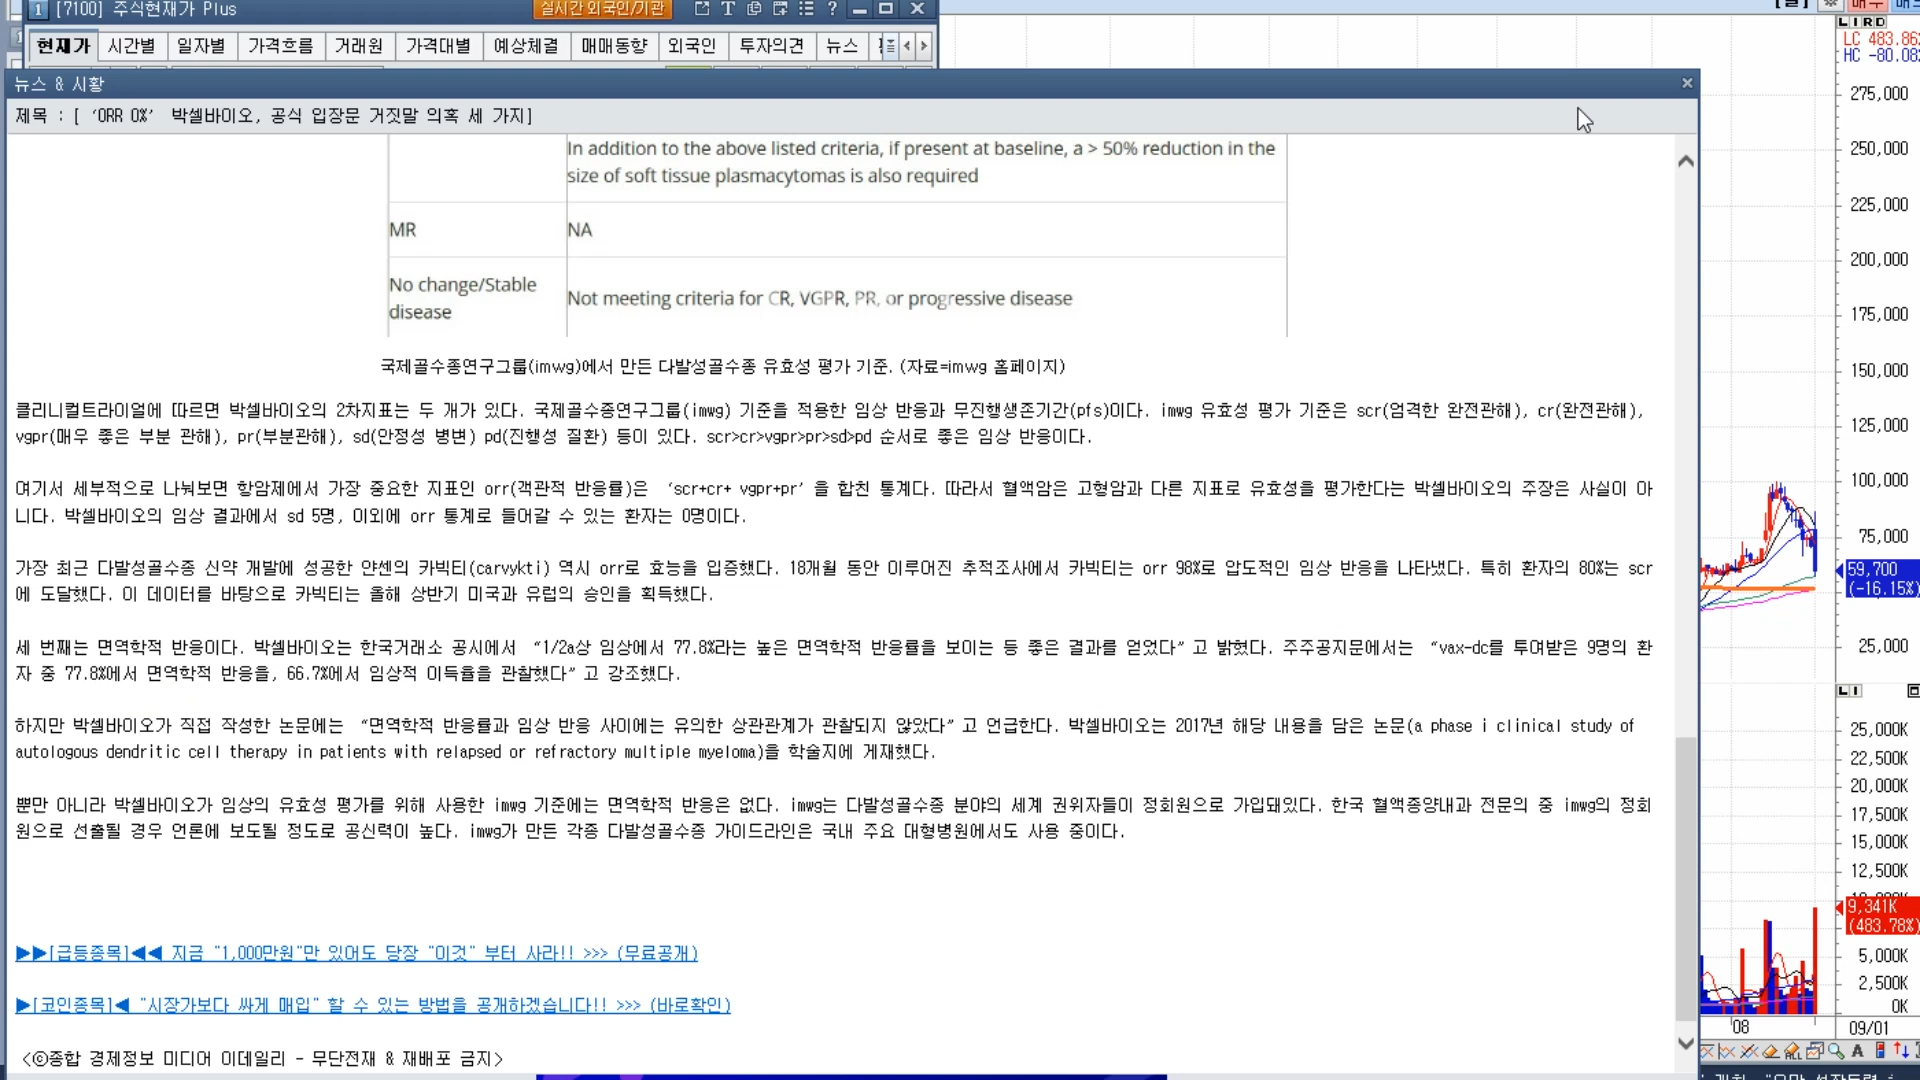 1 [7100] 주식현재가 Plus
실시간 외국인/기관
현재가 시간별 일자별 가격흐름 거래원 가격대별 예상체결 매매동향 외국인 투자의견 뉴스
뉴스 & 시황
제목 : [ ‘ORR 0%’ 박셀바이오, 공식 입장문 거짓말 의혹 세 가지]
In addition to the above listed criteria, if present at baseline, a > 50% reduction in the
size of soft tissue plasmacytomas is also required
MR NA
No change/Stable
disease
Not meeting criteria for CR, VGPR, PR, or progressive disease
국제골수종연구그룹(imwg)에서 만든 다발성골수종 유효성 평가 기준. (자료=imwg 홈페이지)
클리니컬트라이얼에 따르면 박셀바이오의 2차지표는 두 개가 있다. 국제골수종연구그룹(imwg) 기준을 적용한 임상 반응과 무진행생존기간(pfs)이다. imwg 유효성 평가 기준은 scr(엄격한 완전관해), cr(완전관해),
vgpr(매우 좋은 부분 관해), pr(부분관해), sd(안정성 병변) pd(진행성 질환) 등이 있다. scr>cr>vgpr>pr>sd>pd 순서로 좋은 임상 반응이다.
여기서 세부적으로 나눠보면 항암제에서 가장 중요한 지표인 orr(객관적 반응률)은 ‘scr+cr+ vgpr+pr’ 을 합친 통계다. 따라서 혈액암은 고형암과 다른 지표로 유효성을 평가한다는 박셀바이오의 주장은 사실이 아
니다. 박셀바이오의 임상 결과에서 sd 5명, 이외에 orr 통계로 들어갈 수 있는 환자는 0명이다.
가장 최근 다발성골수종 신약 개발에 성공한 얀센의 카빅티(carvykti) 역시 orr로 효능을 입증했다. 18개월 동안 이루어진 추적조사에서 카빅티는 orr 98%로 압도적인 임상 반응을 나타냈다. 특히 환자의 80%는 scr
에 도달했다. 이 데이터를 바탕으로 카빅티는 올해 상반기 미국과 유럽의 승인을 획득했다.
세 번째는 면역학적 반응이다. 박셀바이오는 한국거래소 공시에서 “1/2a상 임상에서 77.8%라는 높은 면역학적 반응률을 보이는 등 좋은 결과를 얻었다” 고 밝혔다. 주주공지문에서는 “vax-dc를 투여받은 9명의 환
자 중 77.8%에서 면역학적 반응을, 66.7%에서 임상적 이득율을 관찰했다” 고 강조했다.
하지만 박셀바이오가 직접 작성한 논문에는 “면역학적 반응률과 임상 반응 사이에는 유의한 상관관계가 관찰되지 않았다” 고 언급한다. 박셀바이오는 2017년 해당 내용을 담은 논문(a phase i clinical study of
autologous dendritic cell therapy in patients with relapsed or refractory multiple myeloma)을 학술지에 게재했다.
뿐만 아니라 박셀바이오가 임상의 유효성 평가를 위해 사용한 imwg 기준에는 면역학적 반응은 없다. imwg는 다발성골수종 분야의 세계 권위자들이 정회원으로 가입돼있다. 한국 혈액종양내과 전문의 중 imwg의 정회
원으로 선출될 경우 언론에 보도될 정도로 공신력이 높다. imwg가 만든 각종 다발성골수종 가이드라인은 국내 주요 대형병원에서도 사용 중이다.
▶▶[급등종목]◀◀ 지금 "1,000만원"만 있어도 당장 "이것" 부터 사라!! >>> (무료공개)
▶[코인종목]◀ "시장가보다 싸게 매입" 할 수 있는 방법을 공개하겠습니다!! >>> (바로확인)
<ⓒ종합 경제정보 미디어 이데일리 - 무단전재 & 재배포 금지>
LIRD
LC 483.86
HC -80.08
275,000
250,000
225,000
200,000
175,000
150,000
125,000
100,000
75,000
59,700
(-16.15%)
25,000
LI
25,000K
22,500K
20,000K
17,500K
15,000K
12,500K
9,341K
(483.78%)
5,000K
2,500K
0K
08 09/01